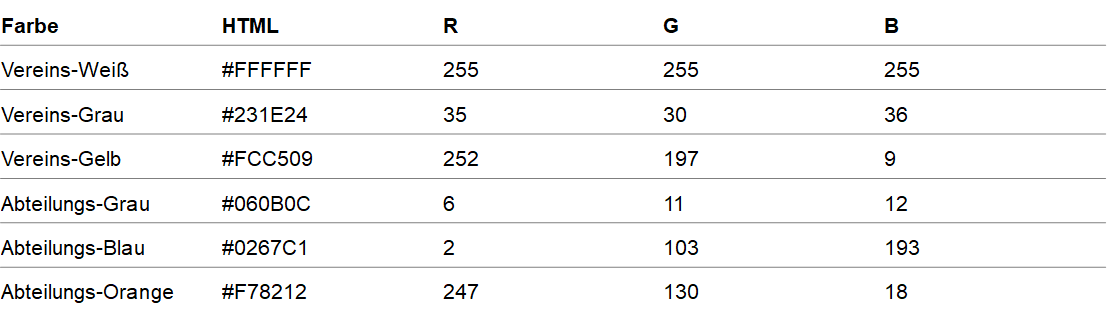 Farbe HTML R G B
Vereins-Weiß #FFFFFF 255 255 255
Vereins-Grau #231E24 35 30 36
Vereins-Gelb #FCC509 252 197 9
Abteilungs-Grau #060B0C 6 11 12
Abteilungs-Blau #0267C1 2 103 193
Abteilungs-Orange #F78212 247 130 18